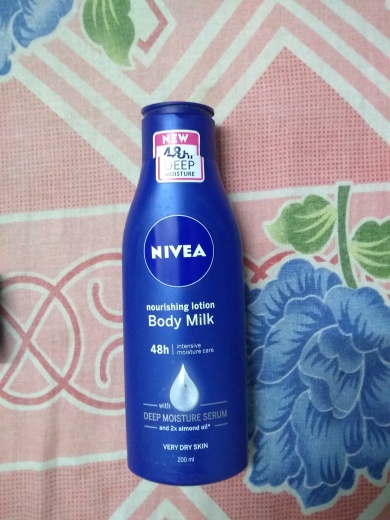 NEW
48h
DEEP
MOISTURE
NIVEA
nourishing lotion
Body Milk
48h intensive
moisture care
with
DEEP MOISTURE SERUM
and 2x almond oil*
VERY DRY SKIN
200 ml